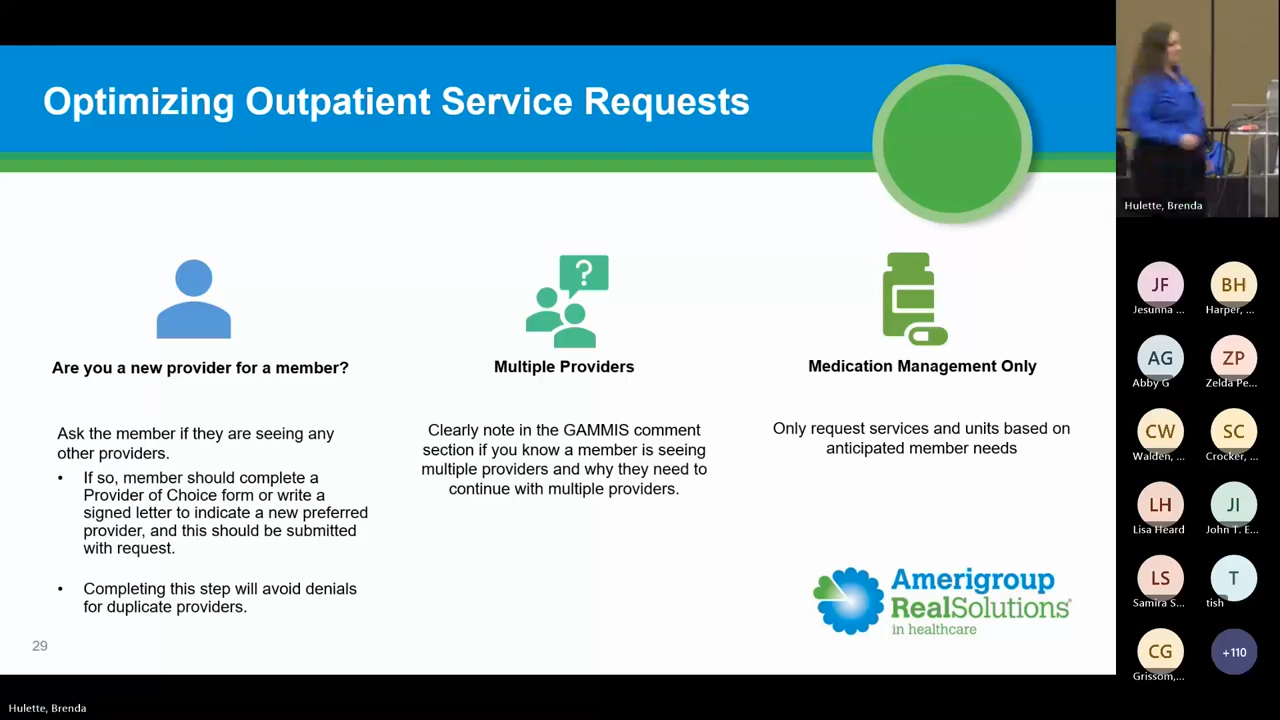 Optimizing Outpatient Service Requests
?
Are you a new provider for a member?
Ask the member if they are seeing any
other providers.
• If so, member should complete a
Provider of Choice form or write a
signed letter to indicate a new preferred
provider, and this should be submitted
with request.
• Completing this step will avoid denials
for duplicate providers.
Multiple Providers
Clearly note in the GAMMIS comment
section if you know a member is seeing
multiple providers and why they need to
continue with multiple providers.
Medication Management Only
Only request services and units based on
anticipated member needs
Amerigroup
RealSolutions®
in healthcare
29
Hulette, Brenda
Hulette, Brenda
JF
Jesunna ...
BH
Harper, ...
AG
Abby G
ZP
Zelda Pe...
CW
Walden, ...
SC
Crocker, ...
LH
Lisa Heard
JI
John T. E...
LS
Samira S...
T
tish
CG
Grissom,...
+110